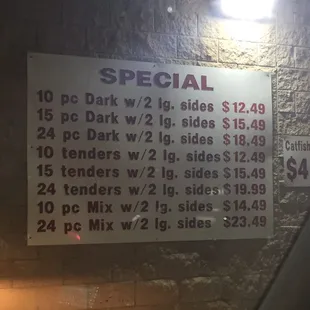 SPECIAL
10 pc Dark w/2 lg. sides $12.49
15 pc Dark w/2 lg. sides $15.49
24 pc Dark w/2 lg. sides $18.49
10 tenders w/2 lg. sides $12.49
15 tenders w/2 lg. sides $15.49
24 tenders w/2 lg. sides $19.99
10 pc Mix w/2 lg. sides $14.49
24 pc Mix w/2 lg. sides $23.49
Catfish
$4